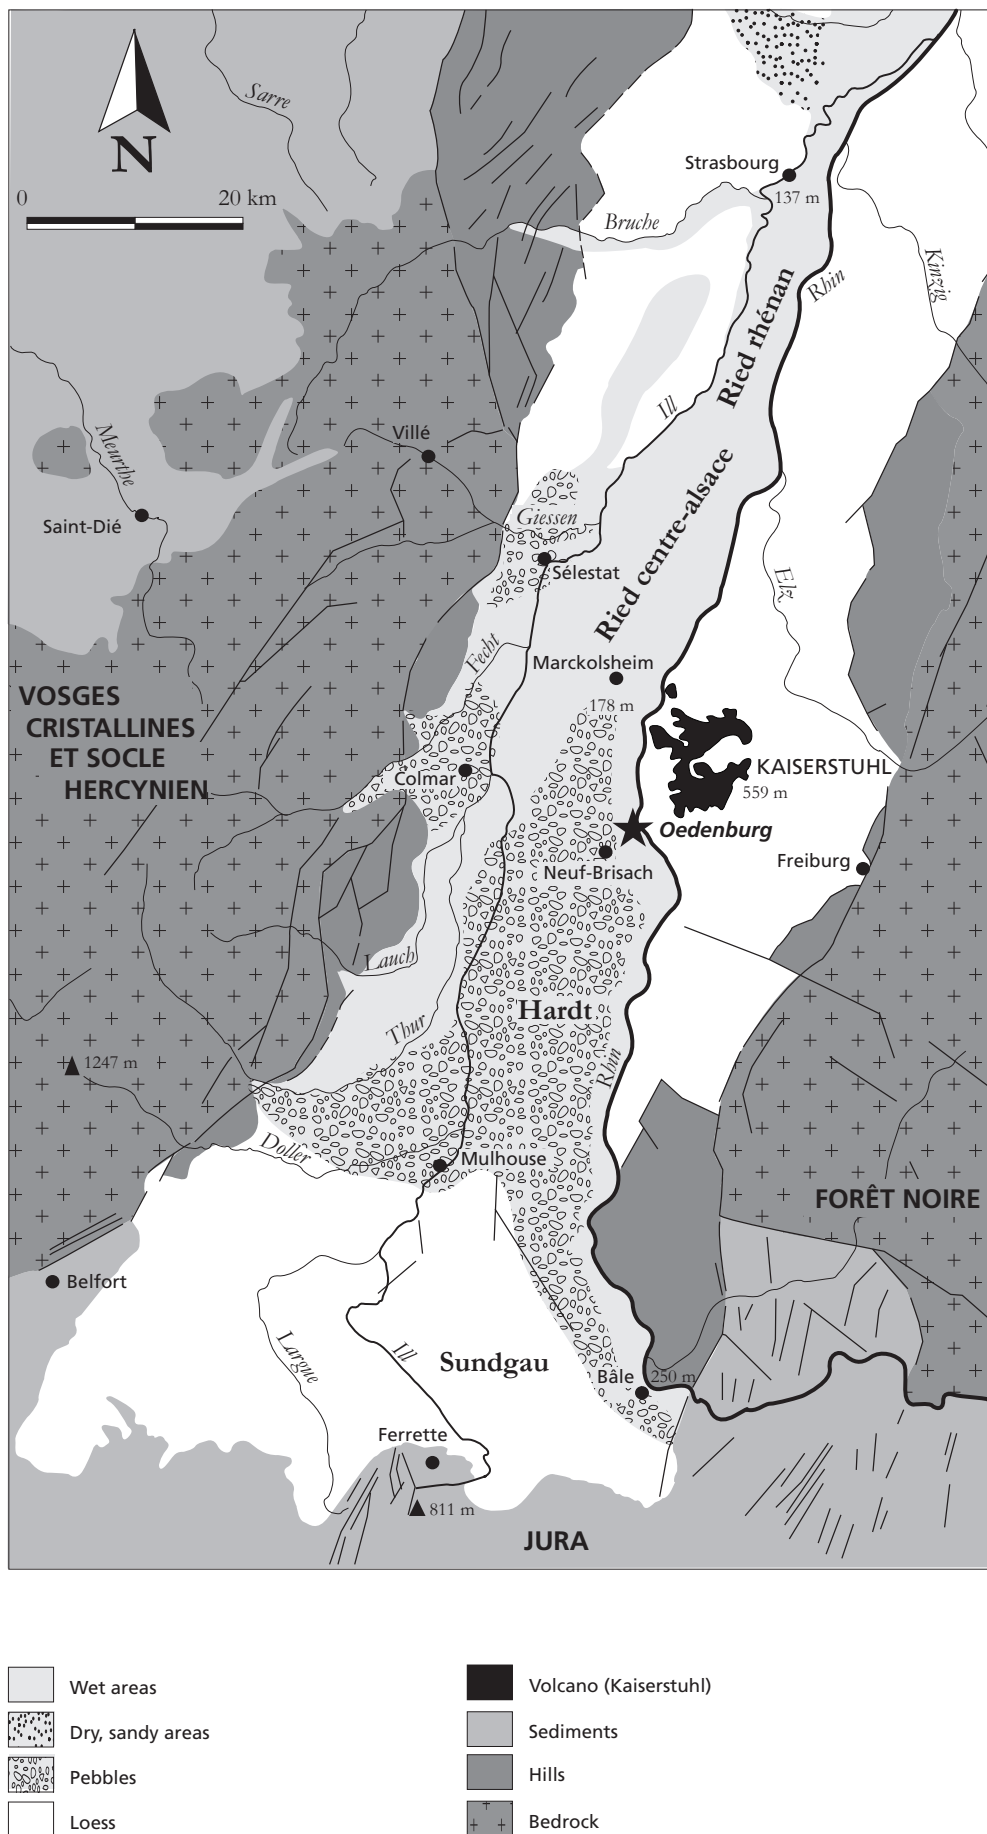 Sarre
N
0
20 km
Strasbourg
137 m
Bruche
Kinzig
Rhin
Ried rhénan
Ill
Villé
Meurthe
Saint-Dié
Giessen
Sélestat
Ried centre-alsace
Elz
Fecht
Marckolsheim
178 m
VOSGES
CRISTALLINES
ET SOCLE
HERCYNIEN
Colmar
KAISERSTUHL
559 m
Oedenburg
Neuf-Brisach
Freiburg
Lauch
Hardt
Thur
Rhin
1247 m
Doller
Mulhouse
FORÊT NOIRE
Belfort
Largue
Ill
Sundgau
Bâle
250 m
Ferrette
811 m
JURA
Wet areas
Dry, sandy areas
Pebbles
Loess
Volcano (Kaiserstuhl)
Sediments
Hills
Bedrock